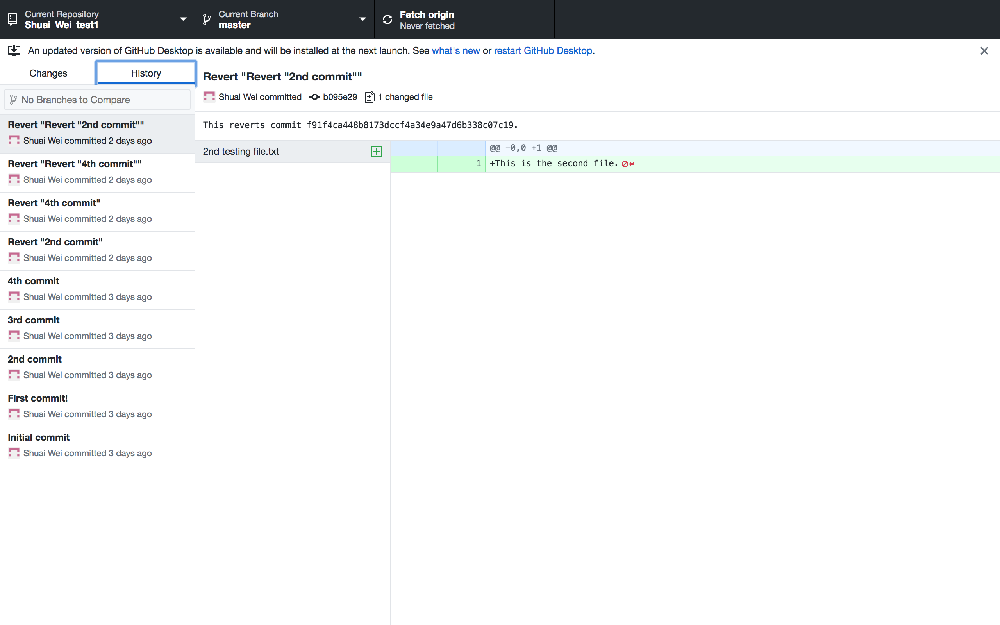 Current Repository
Shuai_Wei_test1
Current Branch
master
Fetch origin
Never fetched
An updated version of GitHub Desktop is available and will be installed at the next launch. See what's new or restart GitHub Desktop.
Changes
History
No Branches to Compare
Revert "Revert "2nd commit""
Shuai Wei committed 2 days ago
Revert "Revert "4th commit""
Shuai Wei committed 2 days ago
Revert "4th commit"
Shuai Wei committed 2 days ago
Revert "2nd commit"
Shuai Wei committed 2 days ago
4th commit
Shuai Wei committed 3 days ago
3rd commit
Shuai Wei committed 3 days ago
2nd commit
Shuai Wei committed 3 days ago
First commit!
Shuai Wei committed 3 days ago
Initial commit
Shuai Wei committed 3 days ago
Revert "Revert "2nd commit""
Shuai Wei committed b095e29 1 changed file
This reverts commit f91f4ca448b8173dccf4a34e9a47d6b338c07c19.
2nd testing file.txt
@@ -0,0 +1 @@
1 +This is the second file.